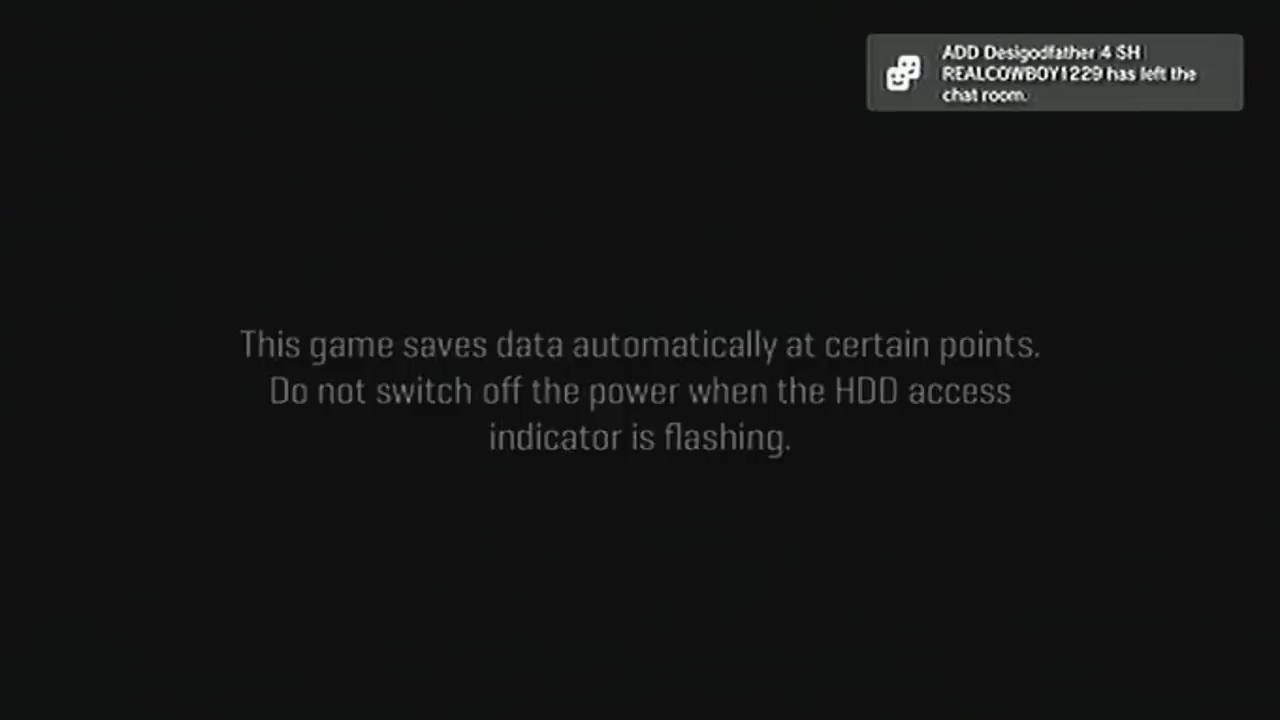 ADD Desigodfather 4 SH
REALCOWBOY1229 has left the
chat room.
This game saves data automatically at certain points.
Do not switch off the power when the HDD access
indicator is flashing.